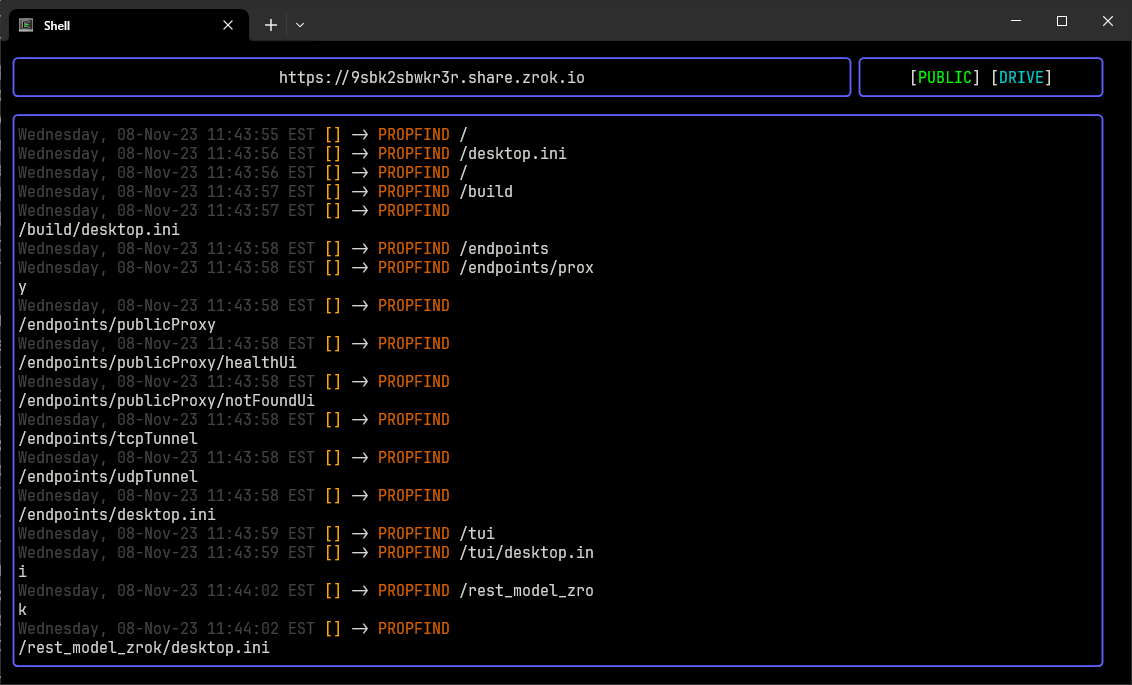 Shell
https://9sbk2sbwkr3r.share.zrok.io
[PUBLIC] [DRIVE]
Wednesday, 08-Nov-23 11:43:55 EST [] -> PROPFIND /
Wednesday, 08-Nov-23 11:43:56 EST [] -> PROPFIND /desktop.ini
Wednesday, 08-Nov-23 11:43:56 EST [] -> PROPFIND /
Wednesday, 08-Nov-23 11:43:57 EST [] -> PROPFIND /build
Wednesday, 08-Nov-23 11:43:57 EST [] -> PROPFIND
/build/desktop.ini
Wednesday, 08-Nov-23 11:43:58 EST [] -> PROPFIND /endpoints
Wednesday, 08-Nov-23 11:43:58 EST [] -> PROPFIND /endpoints/prox
y
Wednesday, 08-Nov-23 11:43:58 EST [] -> PROPFIND
/endpoints/publicProxy
Wednesday, 08-Nov-23 11:43:58 EST [] -> PROPFIND
/endpoints/publicProxy/healthUi
Wednesday, 08-Nov-23 11:43:58 EST [] -> PROPFIND
/endpoints/publicProxy/notFoundUi
Wednesday, 08-Nov-23 11:43:58 EST [] -> PROPFIND
/endpoints/tcpTunnel
Wednesday, 08-Nov-23 11:43:58 EST [] -> PROPFIND
/endpoints/udpTunnel
Wednesday, 08-Nov-23 11:43:58 EST [] -> PROPFIND
/endpoints/desktop.ini
Wednesday, 08-Nov-23 11:43:59 EST [] -> PROPFIND /tui
Wednesday, 08-Nov-23 11:43:59 EST [] -> PROPFIND /tui/desktop.in
i
Wednesday, 08-Nov-23 11:44:02 EST [] -> PROPFIND /rest_model_zro
k
Wednesday, 08-Nov-23 11:44:02 EST [] -> PROPFIND
/rest_model_zrok/desktop.ini